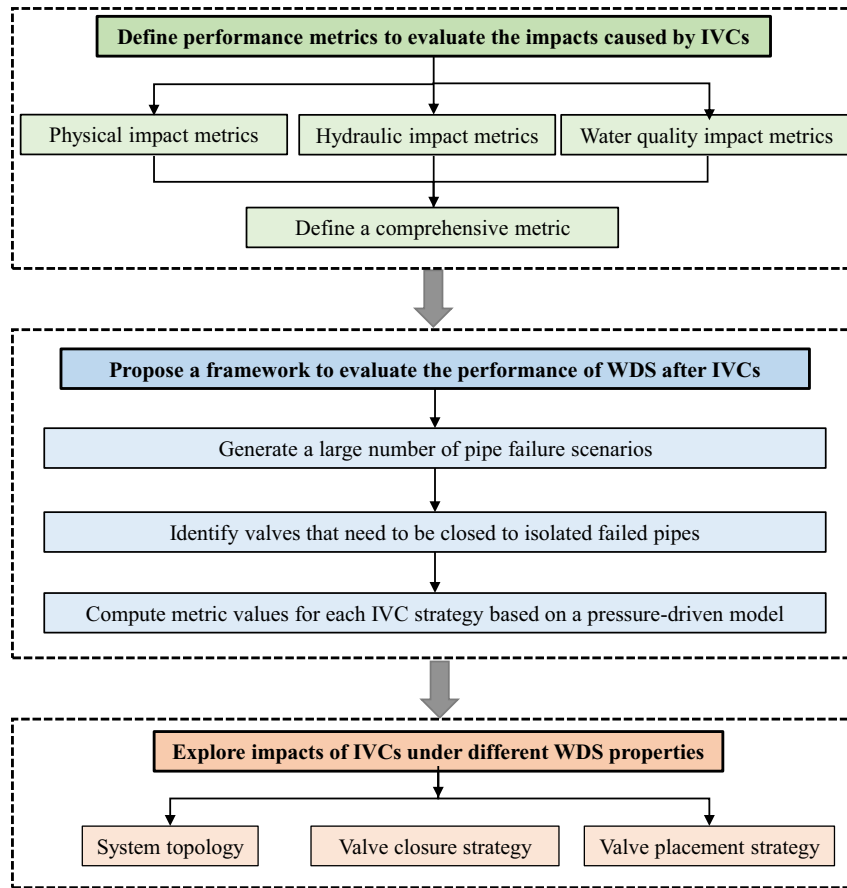 Define performance metrics to evaluate the impacts caused by IVCs
Physical impact metrics
Hydraulic impact metrics
Water quality impact metrics
Define a comprehensive metric
Propose a framework to evaluate the performance of WDS after IVCs
Generate a large number of pipe failure scenarios
Identify valves that need to be closed to isolated failed pipes
Compute metric values for each IVC strategy based on a pressure-driven model
Explore impacts of IVCs under different WDS properties
System topology
Valve closure strategy
Valve placement strategy